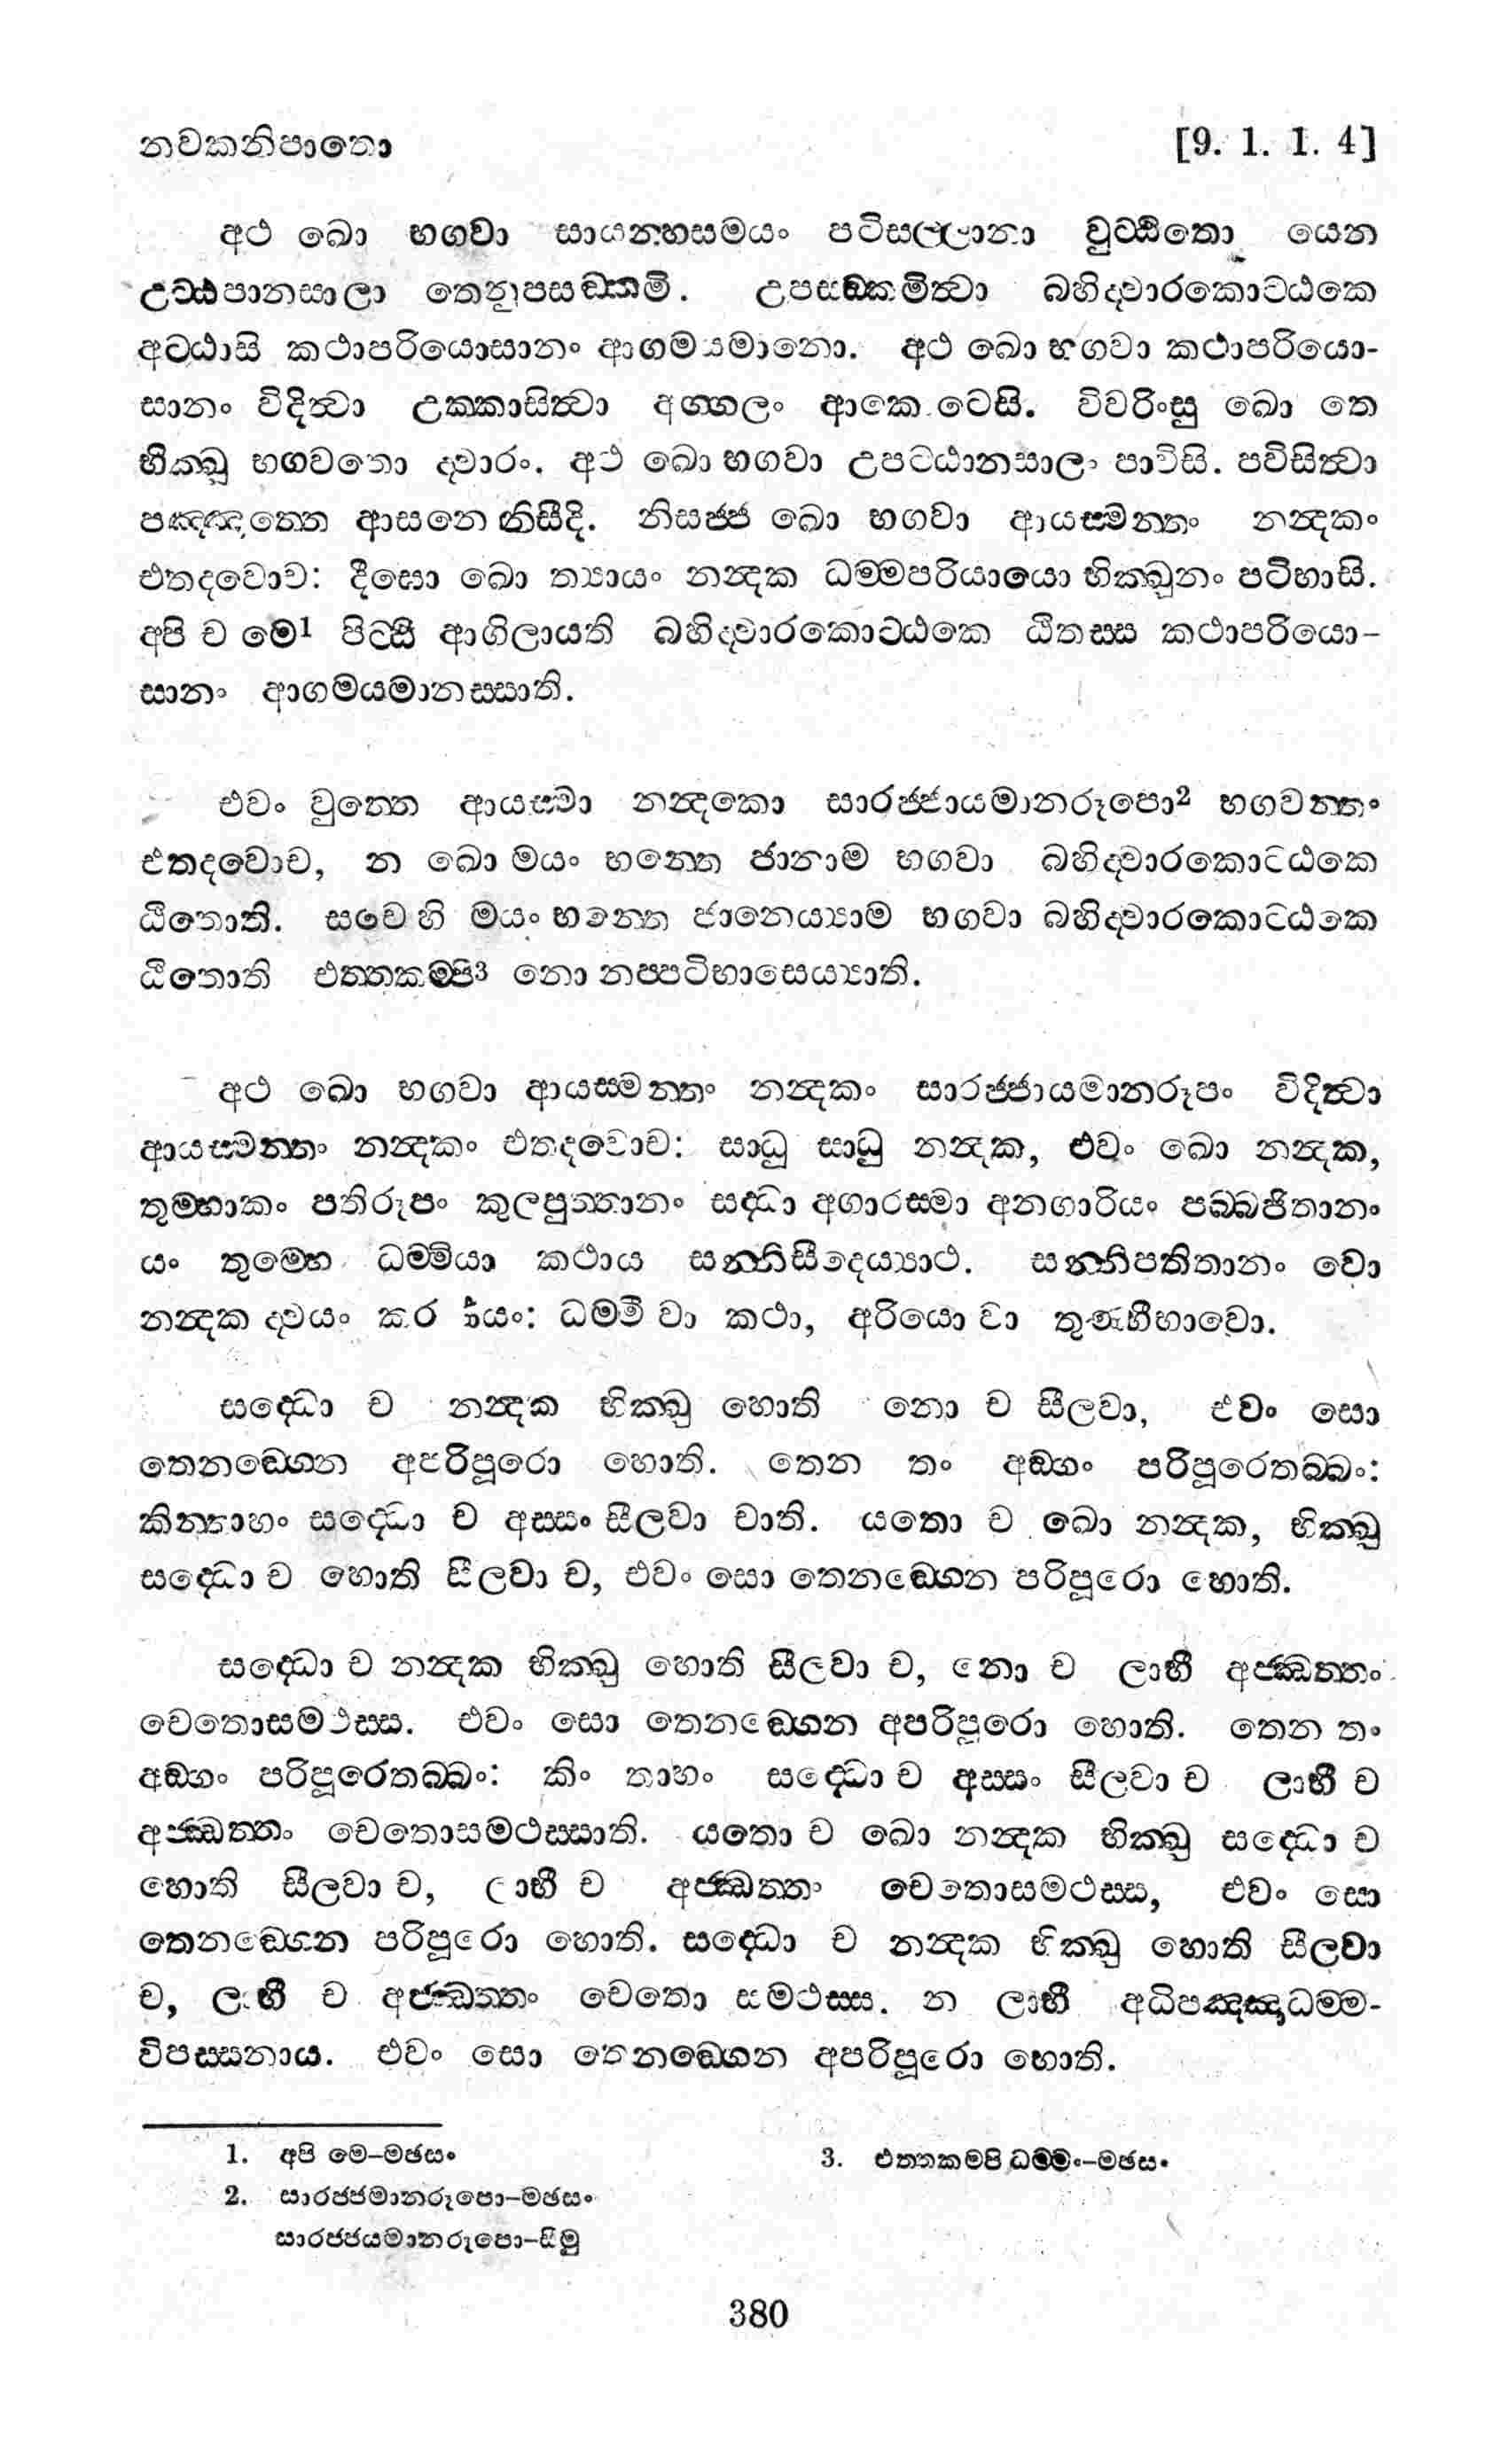 නවකනිපාතො [9. 1. 1. 4]
අථ ඛො භගවා සායනහසමයං පටිසල්ලානා වුට්ඨිතො යෙන
උට්ඨපානසාලා තෙනුපසඞ්කමි. උපසඞ්කමිත්වා බහිද්වාරකොට්ඨකෙ
අට්ඨාසි කථාපරියොසානං ආගමයමානො. අථ ඛො භගවා කථාපරියො-
සානං විදිත්වා උක්කාසිත්වා අග්ගලං ආකොටෙසි. විවරිංසු ඛො තෙ
භික්ඛූ භගවතො ද්වාරං. අථ ඛො භගවා උපට්ඨානසාලං පාවිසි. පවිසිත්වා
පඤ්ඤත්තෙ ආසනෙ නිසීදි. නිසජ්ජ ඛො භගවා ආයස්මන්තං නන්දකං
එතදවොච: දීඝො ඛො ත්‍යායං නන්දක ධම්මපරියායො භික්ඛූනං පටිභාසි.
අපි ච මෙ1 පිට්ඨි ආගිලායති බහිද්වාරකොට්ඨකෙ ඨිතස්ස කථාපරියො-
සානං ආගමයමානස්සාති.
එවං වුත්තෙ ආයස්මා නන්දකො සාරජ්ජායමානරූපො2 භගවන්තං
එතදවොච, න ඛො මයං භන්තෙ ජානාම භගවා බහිද්වාරකොට්ඨකෙ
ඨිතොති. සචෙ හි මයං භන්තෙ ජානෙය්‍යාම භගවා බහිද්වාරකොට්ඨකෙ
ඨිතොති එත්තකම්පි3 නො නප්පටිභාසෙය්‍යාති.
අථ ඛො භගවා ආයස්මන්තං නන්දකං සාරජ්ජායමානරූපං විදිත්වා
ආයස්මන්තං නන්දකං එතදවොච: සාධු සාධු නන්දක, එවං ඛො නන්දක,
තුම්හාකං පතිරූපං කුලපුත්තානං සද්ධා අගාරස්මා අනගාරියං පබ්බජිතානං
යං තුම්හෙ ධම්මියා කථාය සන්නිසීදෙය්‍යාථ. සන්නිපතිතානං වො
නන්දක ද්වයං කරණීයං: ධම්මී වා කථා, අරියො වා තුණ්හීභාවො.
සද්ධො ච නන්දක භික්ඛු හොති නො ච සීලවා, එවං සො
තෙනඞ්ගෙන අපරිපූරො හොති. තෙන තං අඞ්ගං පරිපූරෙතබ්බං:
කින්තාහං සද්ධො ච අස්සං සීලවා චාති. යතො ච ඛො නන්දක, භික්ඛු
සද්ධො ච හොති සීලවා ච, එවං සො තෙනඞ්ගෙන පරිපූරො හොති.
සද්ධො ච නන්දක භික්ඛු හොති සීලවා ච, නො ච ලාභී අජ්ඣත්තං
චෙතොසමථස්ස. එවං සො තෙනඞ්ගෙන අපරිපූරො හොති. තෙන තං
අඞ්ගං පරිපූරෙතබ්බං: කිං තාහං සද්ධො ච අස්සං සීලවා ච ලාභී ච
අජ්ඣත්තං චෙතොසමථස්සාති. යතො ච ඛො නන්දක භික්ඛු සද්ධො ච
හොති සීලවා ච, ලාභී ච අජ්ඣත්තං චෙතොසමථස්ස, එවං සො
තෙනඞ්ගෙන පරිපූරො හොති. සද්ධො ච නන්දක භික්ඛු හොති සීලවා
ච, ලාභී ච අජ්ඣත්තං චෙතො සමථස්ස. න ලාභී අධිපඤ්ඤාධම්ම-
විපස්සනාය. එවං සො තෙනඞ්ගෙන අපරිපූරො හොති.
1. අපි මෙ–මඡසං 3. එත්තකමපි ධම්මං–මඡසං
2. සාරජ්ජමානරූපො–මඡසං
සාරජ්ජයමානරූපො–සීමු
380